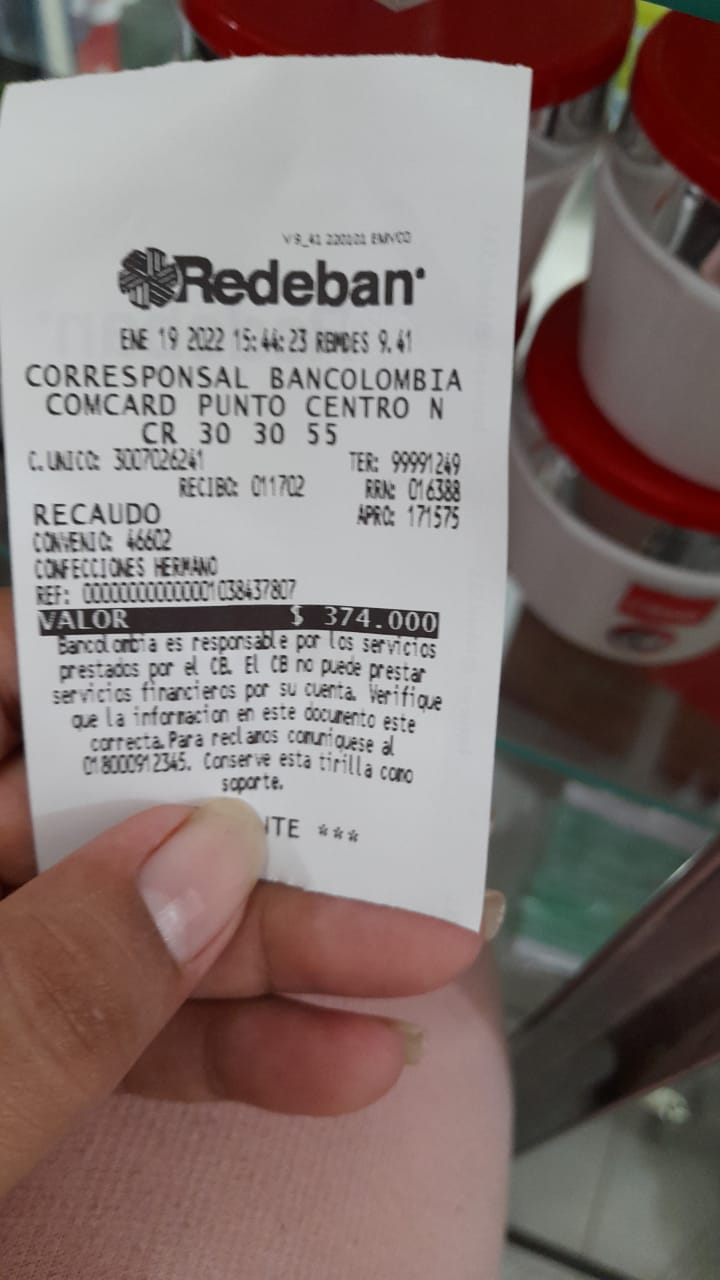 V 9_41 220101 EMVCO
Redeban
ENE 19 2022 15:44:23 RBMDES 9.41
CORRESPONSAL BANCOLOMBIA
COMCARD PUNTO CENTRO N
CR 30 30 55
C.UNICO: 3007026241 TER: 99991249
RECIBO: 011702 RRN: 016388
RECAUDO APRO: 171575
CONVENIO: 46602
CONFECCIONES HERMANO
REF: 00000000000001038437807
VALOR $ 374.000
Bancolombia es responsable por los servicios
prestados por el CB. El CB no puede prestar
servicios financieros por su cuenta. Verifique
que la informacion en este documento este
correcta.Para reclamos comuniquese al
018000912345. Conserve esta tirilla como
soporte.
NTE ***